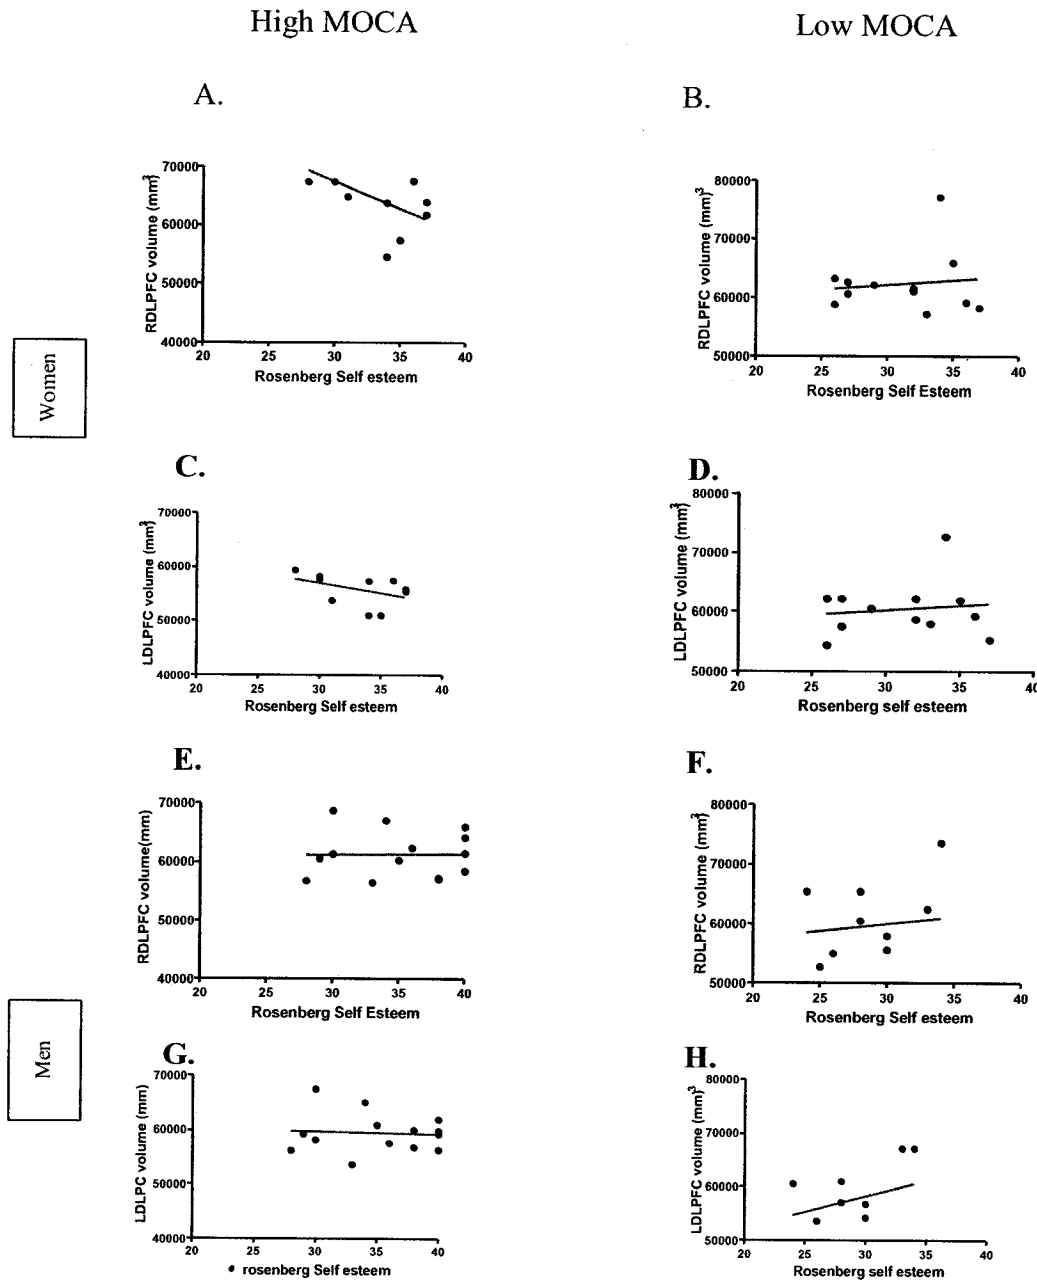 High MOCA
Low MOCA
A.
B.
70000
60000
50000
40000
RDLPFC volume (mm³)
20 25 30 35 40
Rosenberg Self esteem
80000
70000
60000
50000
RDLPFC volume (mm)³
20 25 30 35 40
Rosenberg Self Esteem
Women
C.
D.
70000
60000
50000
40000
LDLPFC volume (mm³)
20 25 30 35 40
Rosenberg Self esteem
80000
70000
60000
50000
LDLPFC volume (mm³)
20 25 30 35 40
Rosenberg self esteem
E.
F.
70000
60000
50000
40000
RDLPFC volume(mm)
20 25 30 35 40
Rosenberg Self Esteem
80000
70000
60000
50000
RDLPFC volume (mm³)
20 25 30 35 40
Rosenberg Self esteem
Men
G.
H.
70000
60000
50000
40000
LDLPC volume (mm)
20 25 30 35 40
rosenberg Self esteem
80000
70000
60000
50000
LDLPFC volume (mm)³
20 25 30 35 40
Rosenberg Self esteem